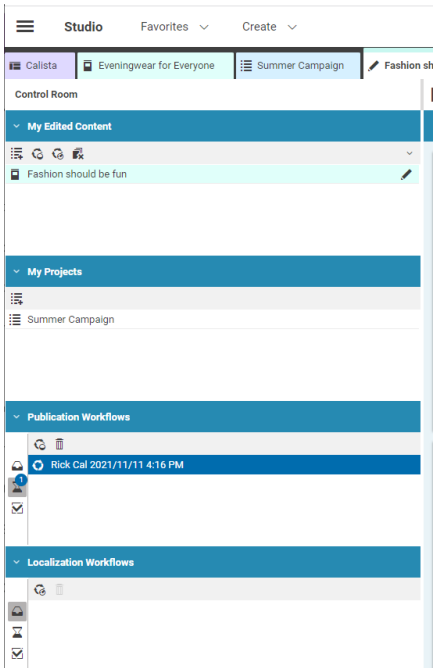 Studio Favorites Create
Calista Eveningwear for Everyone Summer Campaign Fashion sh
Control Room
My Edited Content
Fashion should be fun
My Projects
Summer Campaign
Publication Workflows
Rick Cal 2021/11/11 4:16 PM
1
Localization Workflows